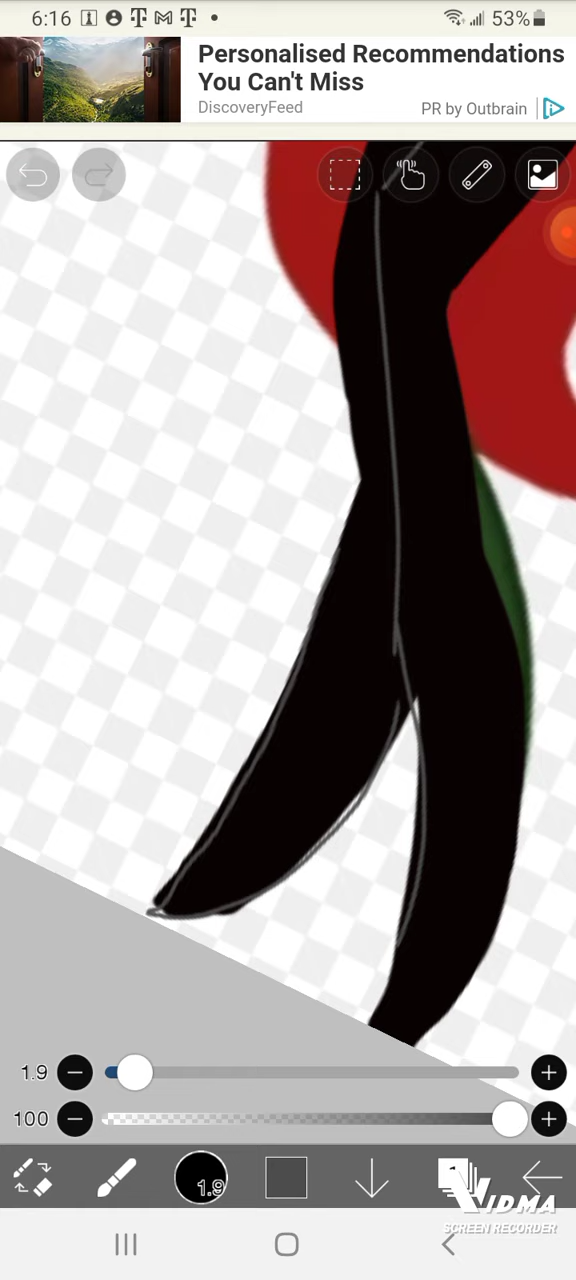 6:16
53%
Personalised Recommendations
You Can't Miss
DiscoveryFeed
PR by Outbrain
1.9
100
1.9
1
VIDMA
SCREEN RECORDER